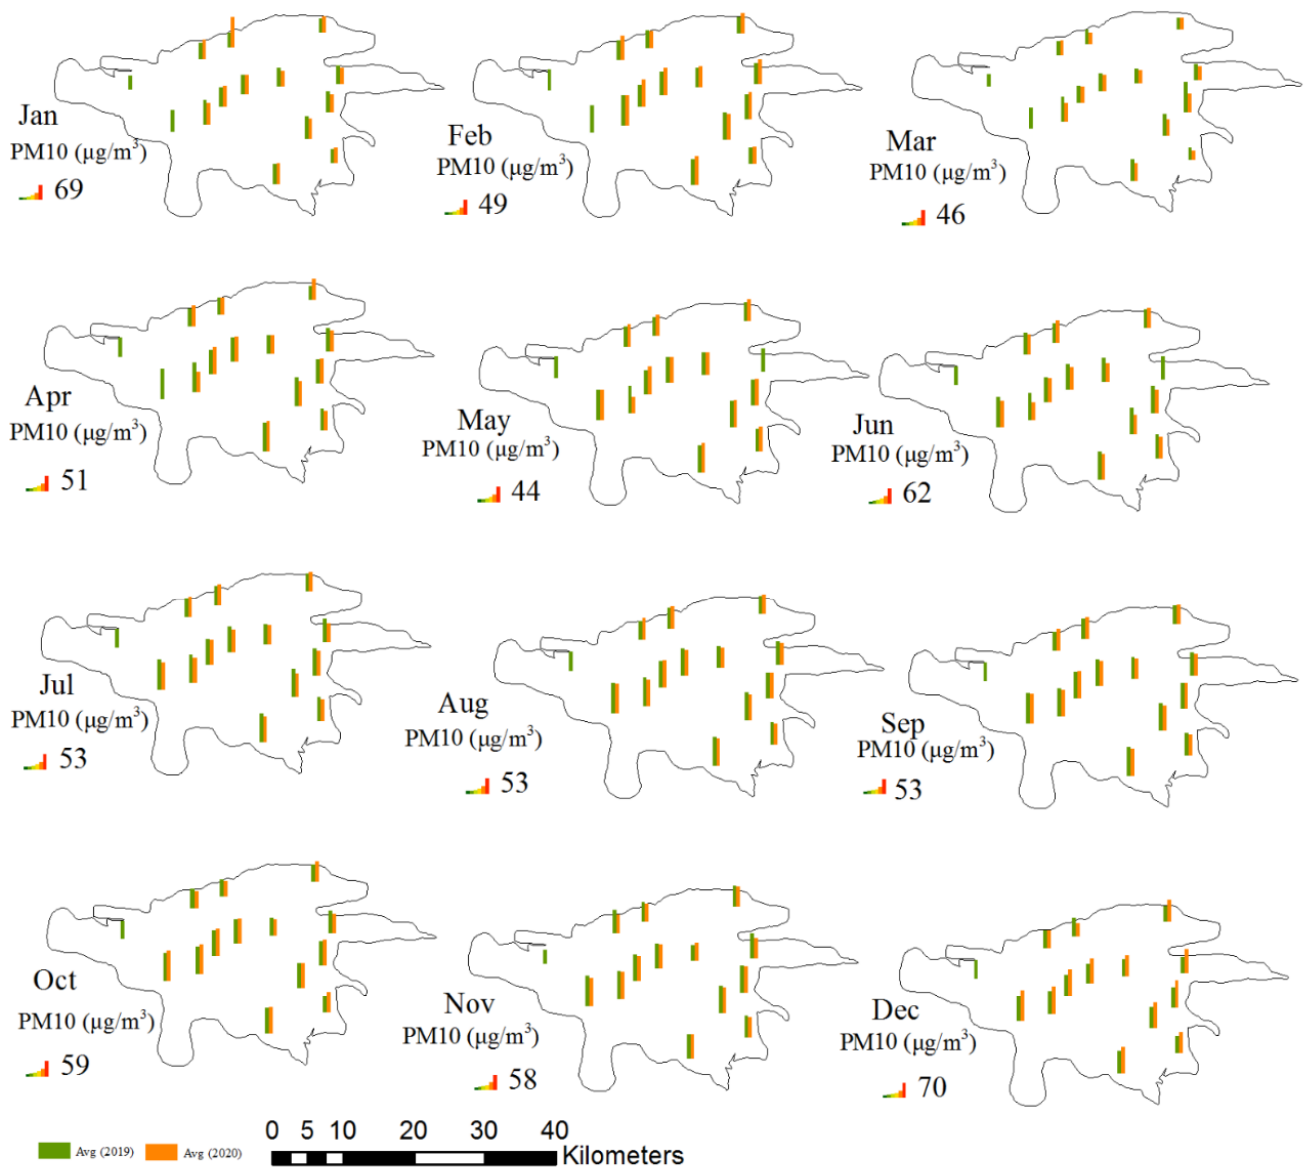 Jan
PM10 (μg/m³)
69
Feb
PM10 (μg/m³)
49
Mar
PM10 (μg/m³)
46
Apr
PM10 (μg/m³)
51
May
PM10 (μg/m³)
44
Jun
PM10 (μg/m³)
62
Jul
PM10 (μg/m³)
53
Aug
PM10 (μg/m³)
53
Sep
PM10 (μg/m³)
53
Oct
PM10 (μg/m³)
59
Nov
PM10 (μg/m³)
58
Dec
PM10 (μg/m³)
70
Avg (2019) Avg (2020)
0 5 10 20 30 40
Kilometers